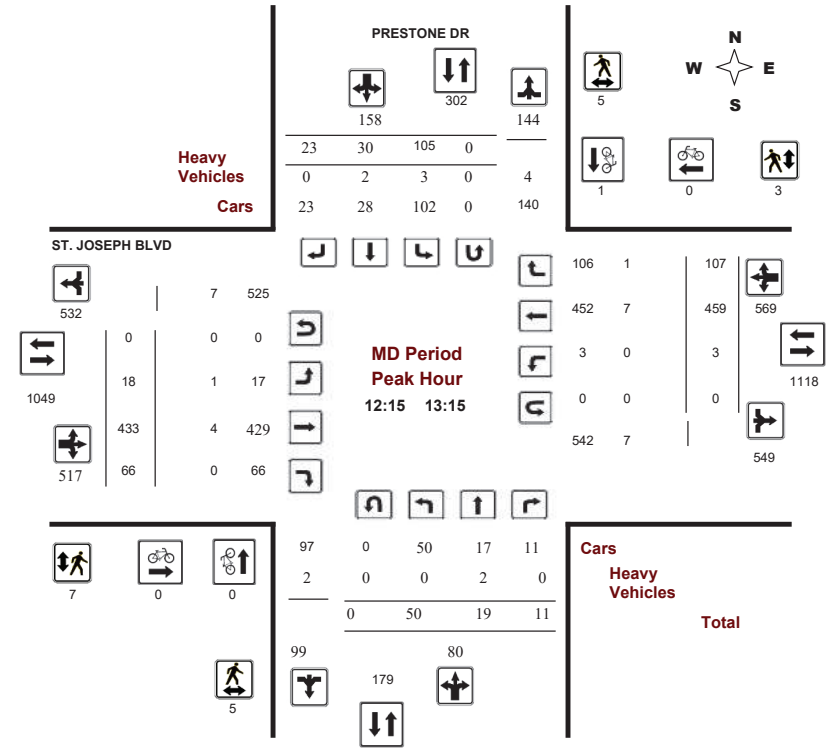 PRESTONE DR
N
W E
S
302
5
158 144
23 30 105 0
Heavy
Vehicles 0 2 3 0 4
Cars 23 28 102 0 140
1 0 3
ST. JOSEPH BLVD
532 7 525
106 1 107
569
452 7 459
0 0 0
MD Period
Peak Hour
12:15 13:15
3 0 3
1049
18 1 17
1118
0 0 0
433 4 429
542 7
549
517
66 0 66
97 0 50 17 11 Cars
2 0 0 2 0 Heavy
Vehicles
7 0 0
0 50 19 11 Total
99 80
179
5